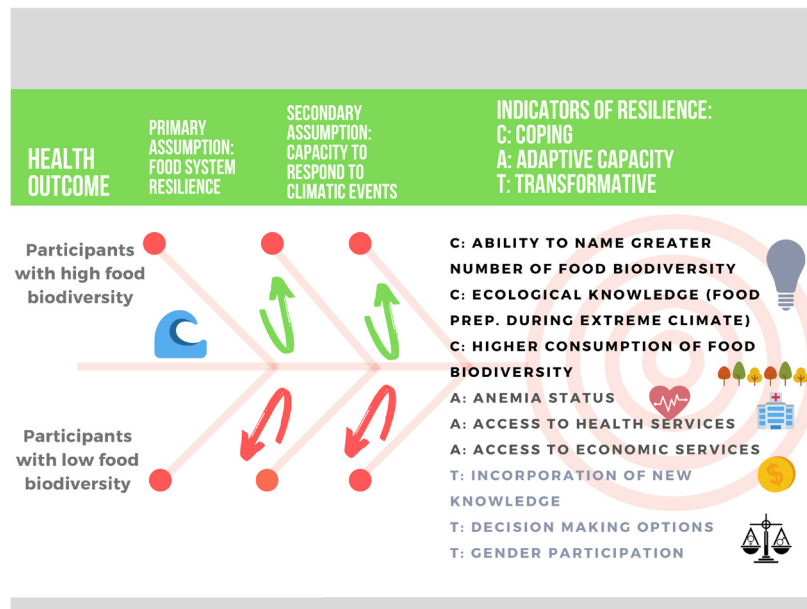 HEALTH
OUTCOME
PRIMARY
ASSUMPTION:
FOOD SYSTEM
RESILIENCE
SECONDARY
ASSUMPTION:
CAPACITY TO
RESPOND TO
CLIMATIC EVENTS
INDICATORS OF RESILIENCE:
C: COPING
A: ADAPTIVE CAPACITY
T: TRANSFORMATIVE
Participants
with high food
biodiversity
Participants
with low food
biodiversity
C: ABILITY TO NAME GREATER
NUMBER OF FOOD BIODIVERSITY
C: ECOLOGICAL KNOWLEDGE (FOOD
PREP. DURING EXTREME CLIMATE)
C: HIGHER CONSUMPTION OF FOOD
BIODIVERSITY
A: ANEMIA STATUS
A: ACCESS TO HEALTH SERVICES
A: ACCESS TO ECONOMIC SERVICES
T: INCORPORATION OF NEW
KNOWLEDGE
T: DECISION MAKING OPTIONS
T: GENDER PARTICIPATION
$